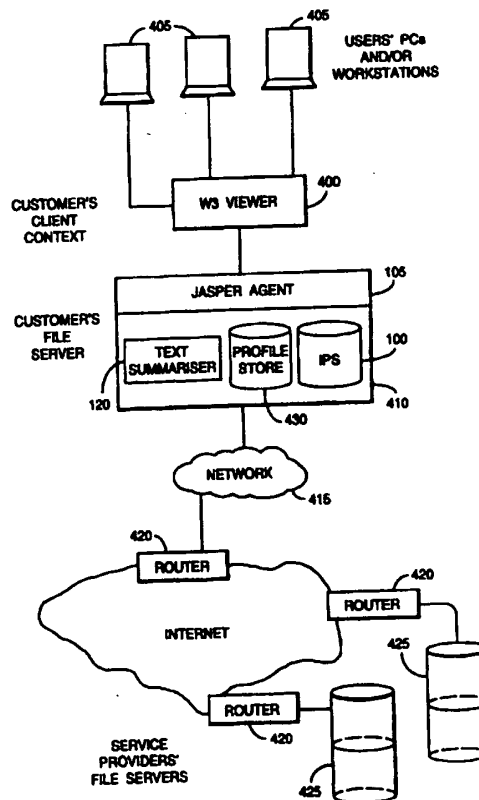 405
405
405
USERS' PCs
AND/OR
WORKSTATIONS
CUSTOMER'S
CLIENT
CONTEXT
W3 VIEWER
400
JASPER AGENT
105
CUSTOMER'S
FILE
SERVER
TEXT
SUMMARISER
PROFILE
STORE
IPS
100
120
430
410
NETWORK
415
420
ROUTER
420
ROUTER
INTERNET
425
ROUTER
420
SERVICE
PROVIDERS'
FILE SERVERS
425